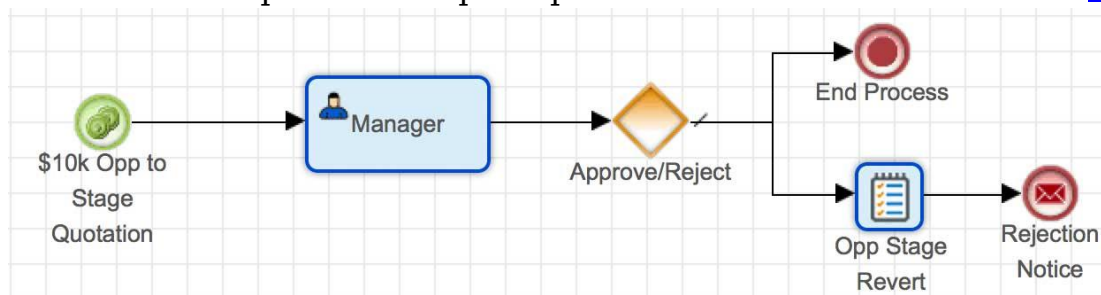 $10k Opp to
Stage
Quotation
Manager
Approve/Reject
End Process
Opp Stage
Revert
Rejection
Notice